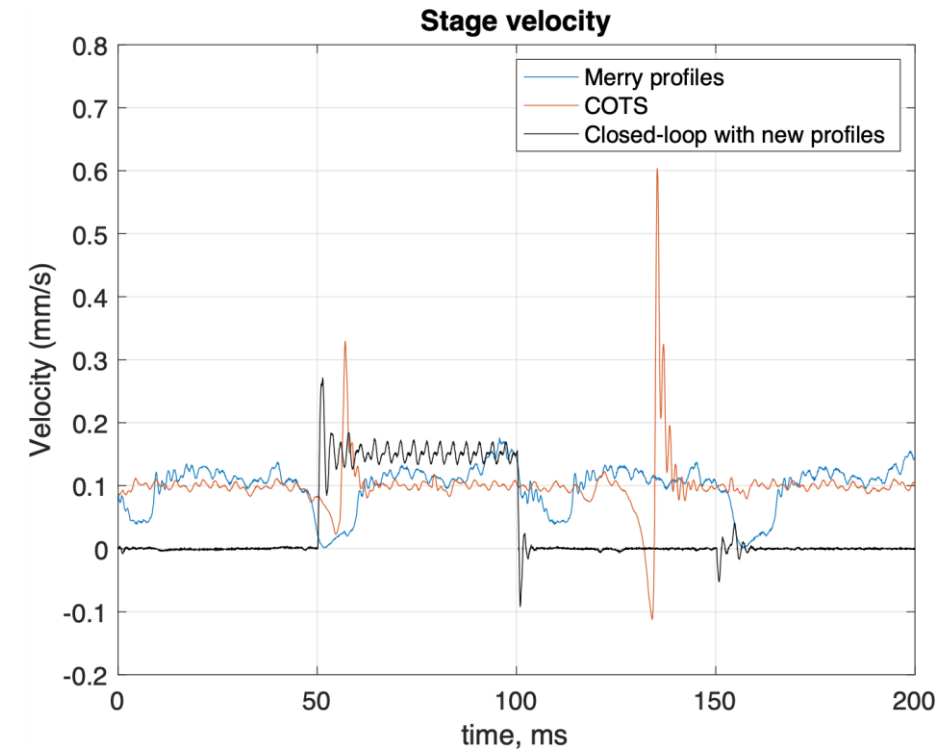 Stage velocity
Merry profiles
COTS
Closed-loop with new profiles
Velocity (mm/s)
0.8
0.7
0.6
0.5
0.4
0.3
0.2
0.1
0
-0.1
-0.2
0
50
100
150
200
time, ms